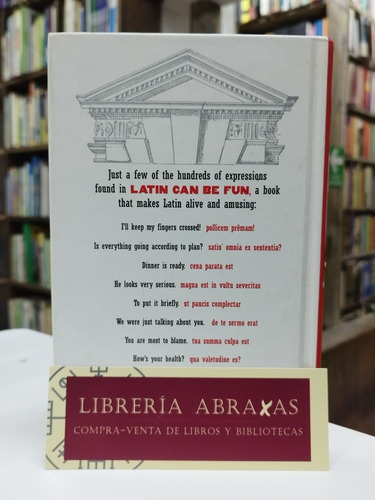 Just a few of the hundreds of expressions
found in LATIN CAN BE FUN, a book
that makes Latin alive and amusing:
I'll keep my fingers crossed! pollicem prĕmam!
Is everything going according to plan? satin' omnia ex sententia?
Dinner is ready. cena parata est
He looks very serious. magna est in vultu severitas
To put it briefly. ut paucis complectar
We were just talking about you. de te sermo erat
You are most to blame. tua summa culpa est
How's your health? qua valetudine es?
LIBRERÍA ABRAXAS
COMPRA-VENTA DE LIBROS Y BIBLIOTECAS